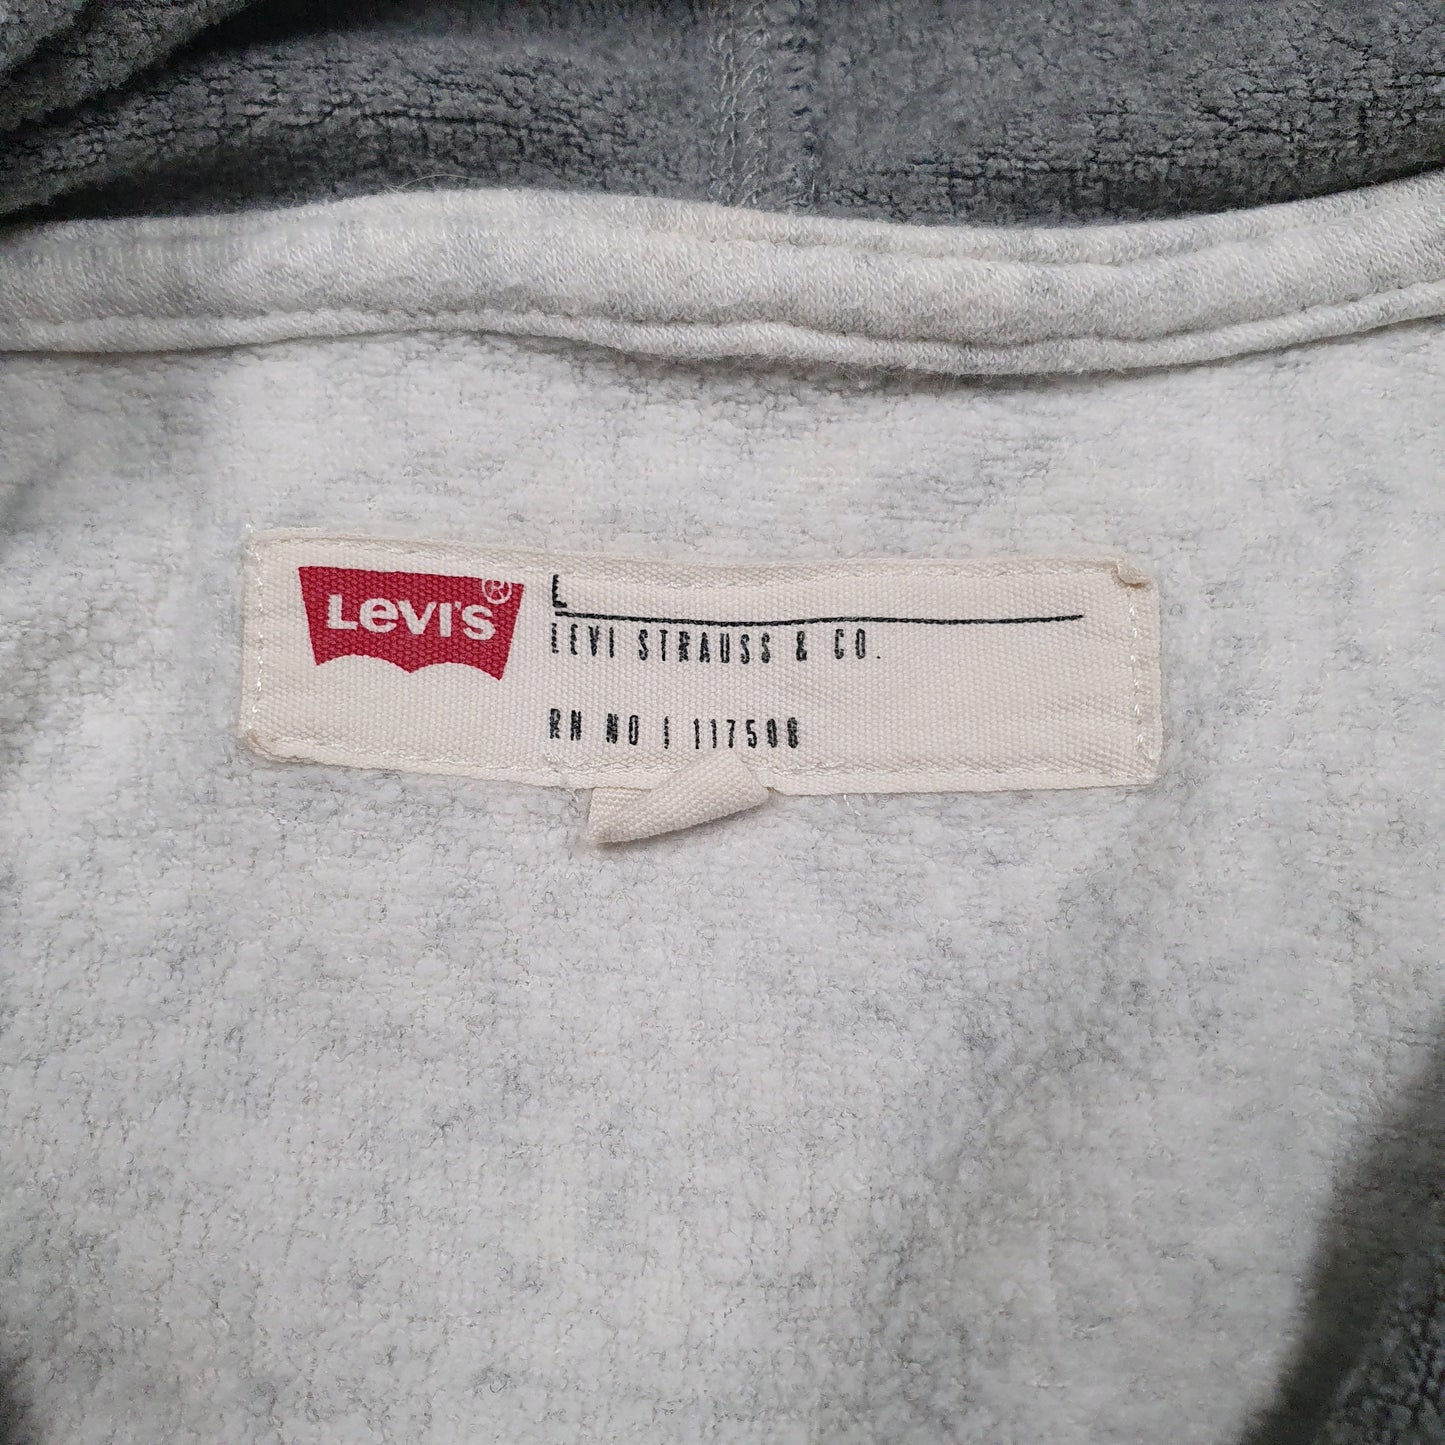 LEVI'S®
L
LEVI STRAUSS & CO.
RN NO | 117508